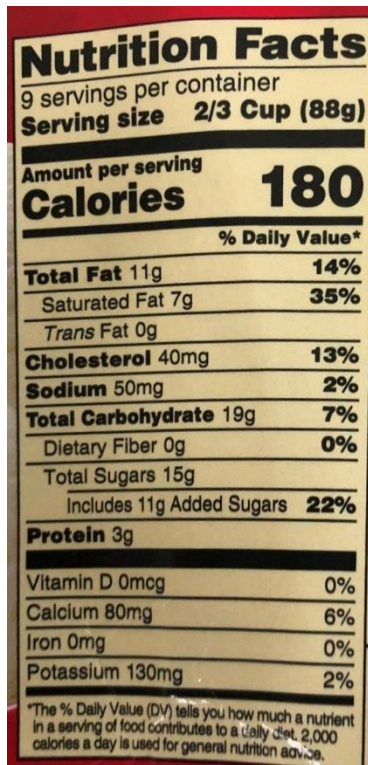 Nutrition Facts
9 servings per container
Serving size 2/3 Cup (88g)
Amount per serving
Calories 180
% Daily Value*
Total Fat 11g 14%
Saturated Fat 7g 35%
Trans Fat 0g
Cholesterol 40mg 13%
Sodium 50mg 2%
Total Carbohydrate 19g 7%
Dietary Fiber 0g 0%
Total Sugars 15g
Includes 11g Added Sugars 22%
Protein 3g
Vitamin D 0mcg 0%
Calcium 80mg 6%
Iron 0mg 0%
Potassium 130mg 2%
*The % Daily Value (DV) tells you how much a nutrient
in a serving of food contributes to a daily diet. 2,000
calories a day is used for general nutrition advice.